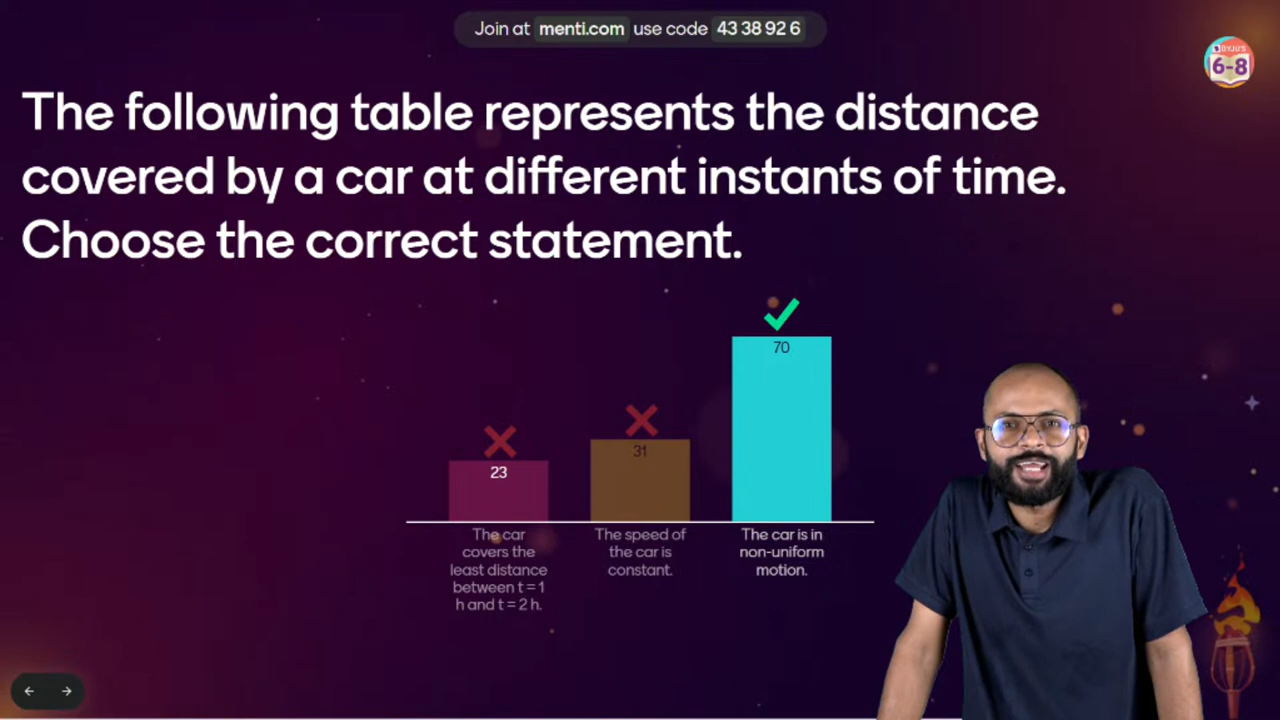 Join at menti.com use code 43 38 92 6
BYJU'S
6-8
The following table represents the distance
covered by a car at different instants of time.
Choose the correct statement.
70
31
23
The car
covers the
least distance
between t = 1
h and t = 2 h.
The speed of
the car is
constant.
The car is in
non-uniform
motion.